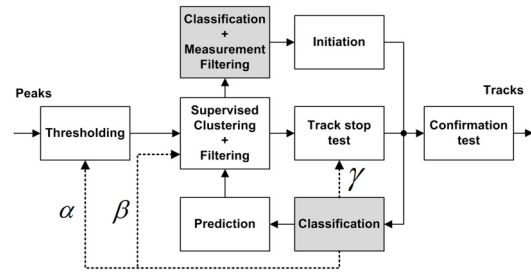 Classification
+
Measurement
Filtering
Initiation
Peaks
Tracks
Thresholding
Supervised
Clustering
+
Filtering
Track stop
test
Confirmation
test
α
β
γ
Prediction
Classification